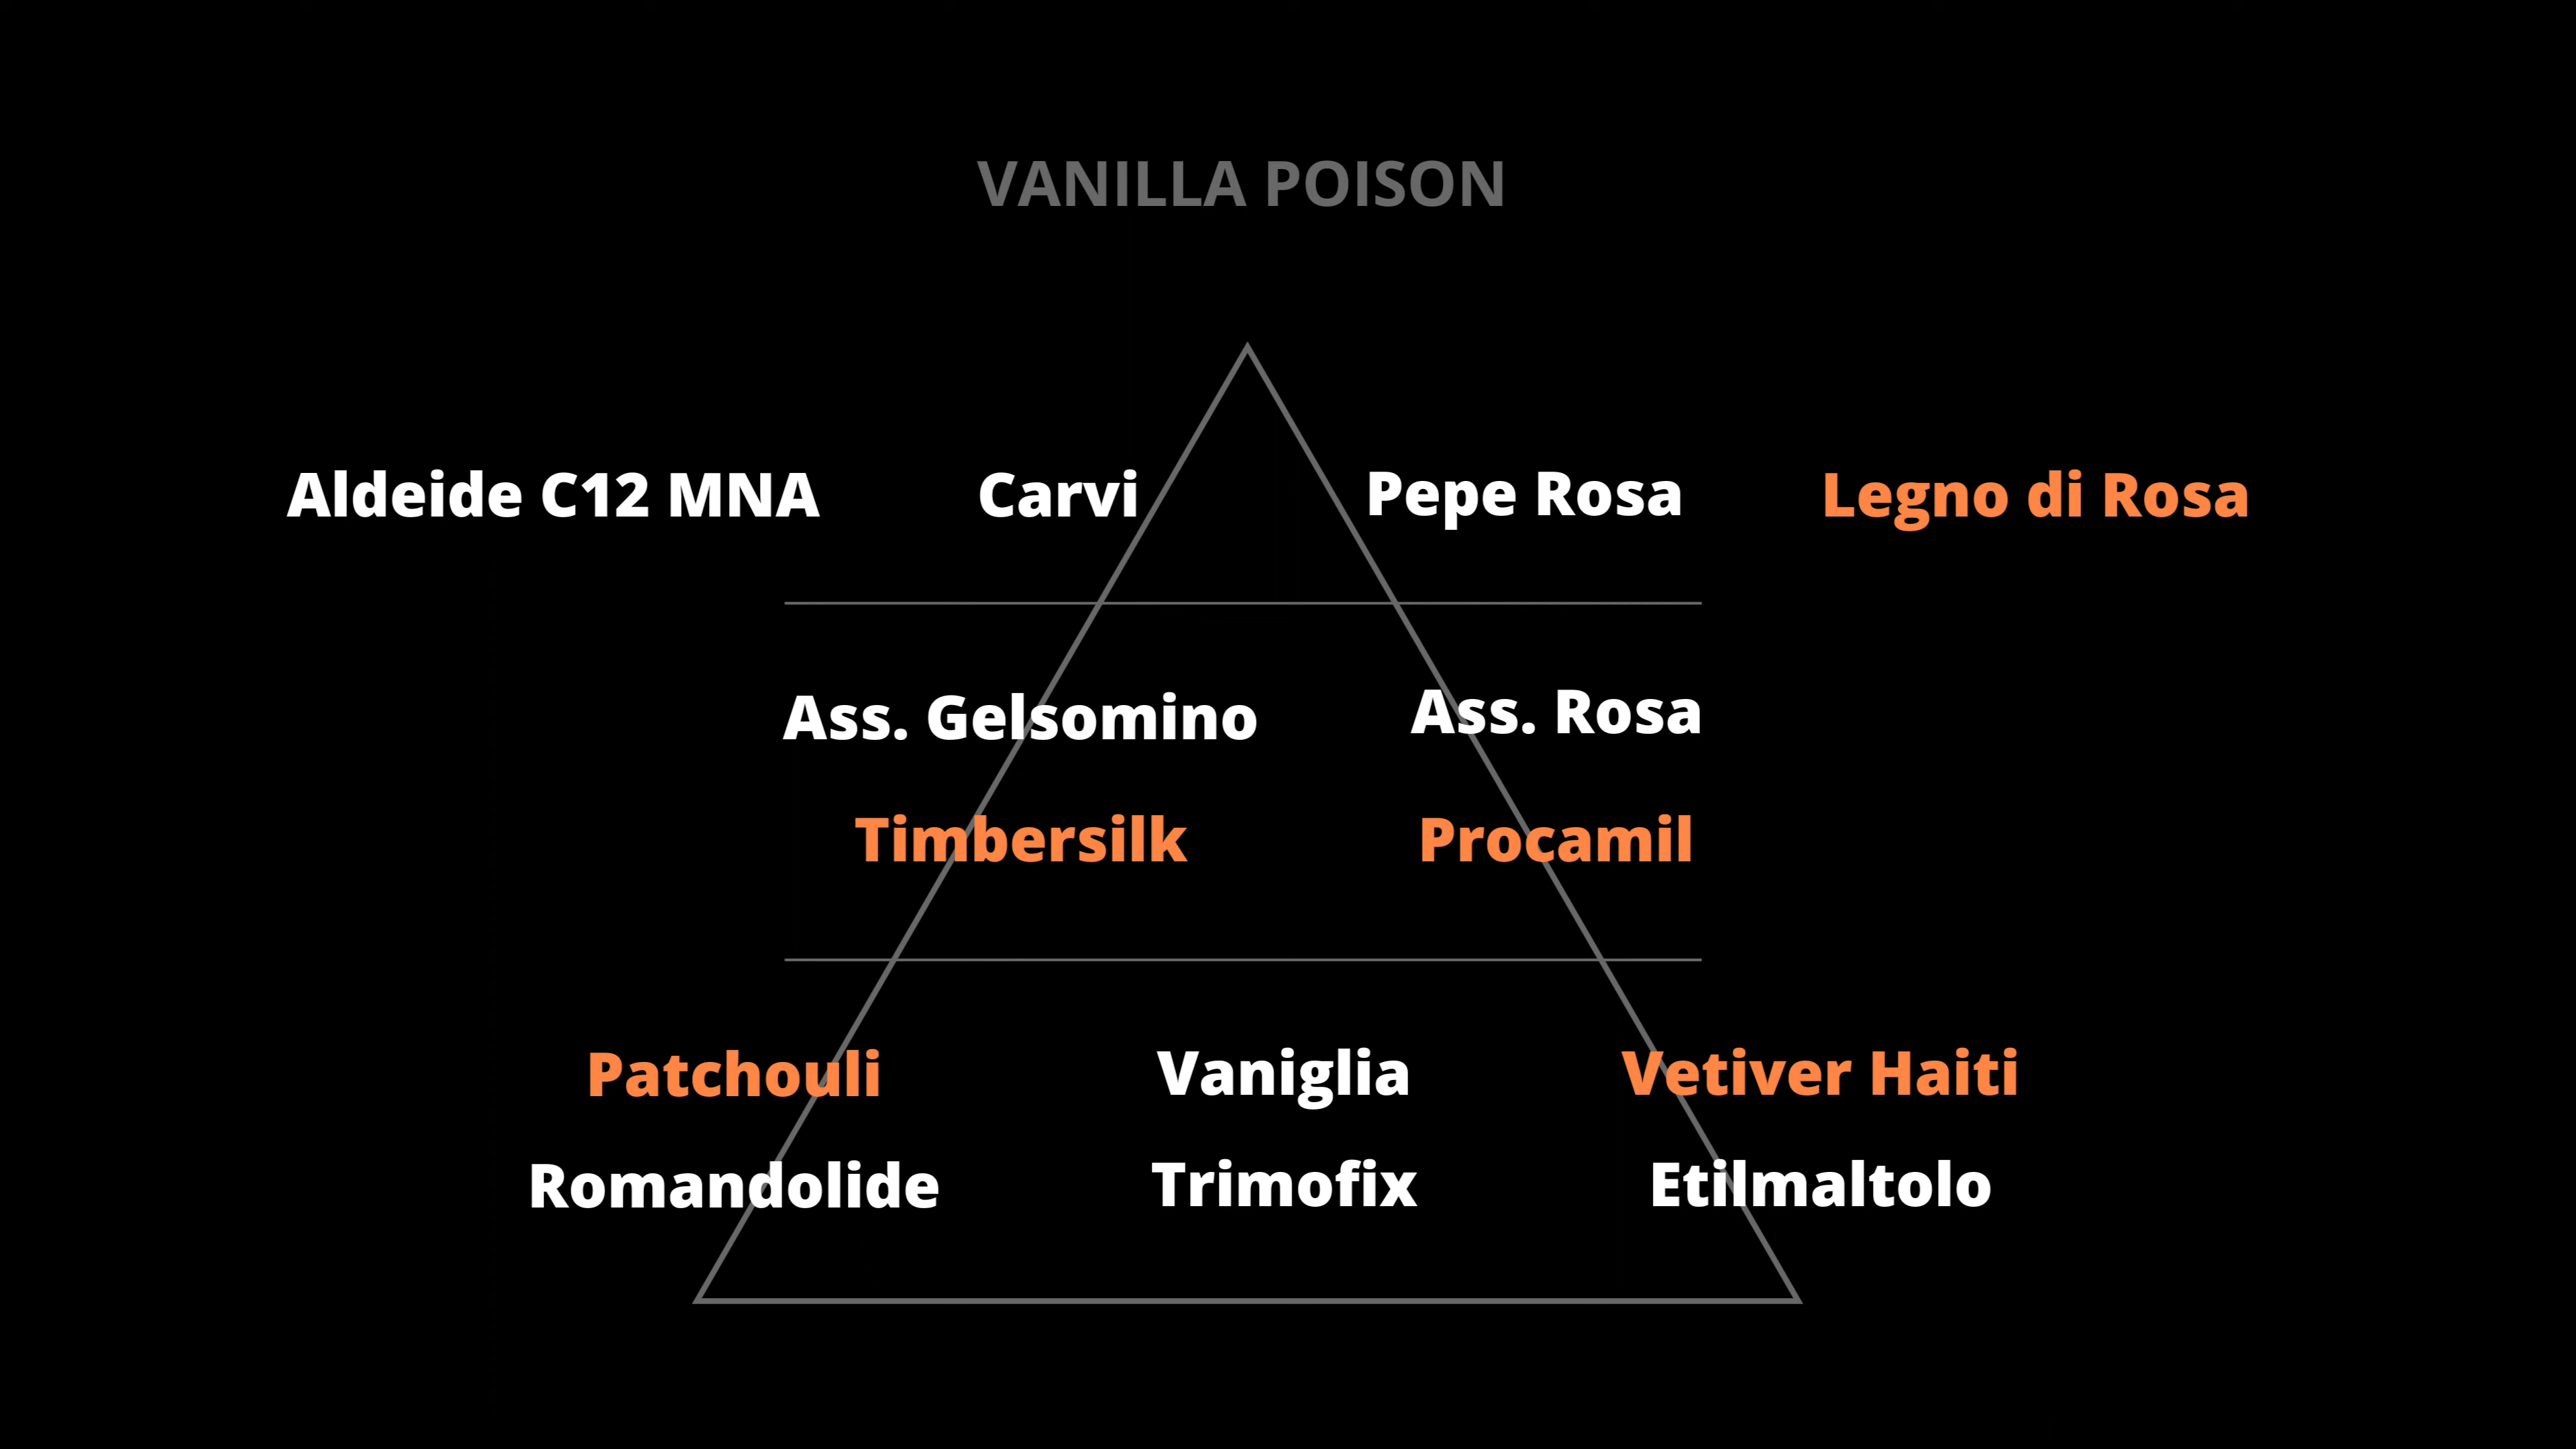 VANILLA POISON
Aldeide C12 MNA Carvi Pepe Rosa Legno di Rosa
Ass. Gelsomino Ass. Rosa
Timbersilk Procamil
Patchouli Vaniglia Vetiver Haiti
Romandolide Trimofix Etilmaltolo